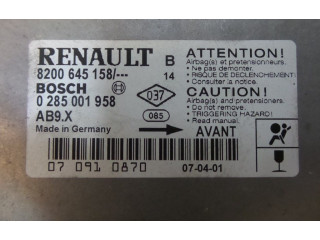 RENAULT B
8200 645 158/--- 14
BOSCH
0 285 001 958
037
AB9.X
085
Made in Germany
AVANT
ATTENTION!
Airbag(s) et pretensionneurs.
• Ne pas démonter.
• RISQUE DE DECLENCHEMENT!
• Consulter la notice.
CAUTION!
Airbag(s) and pretensioners.
• Do not remove.
• TRIGGERING HAZARD!
• Read manual.
07 091 0870
07-04-01